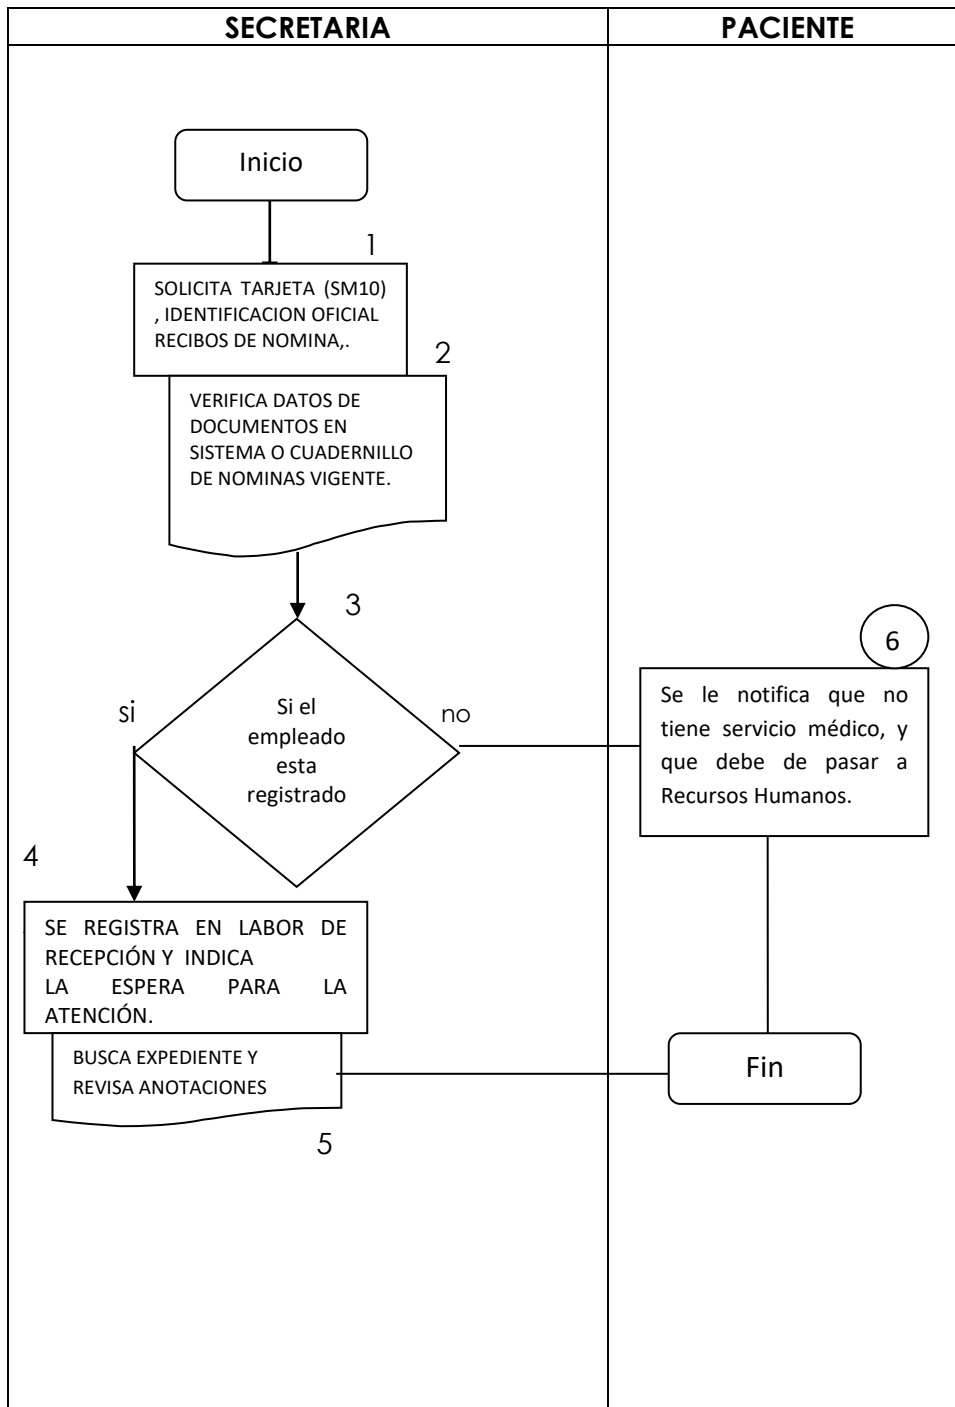 SECRETARIA
PACIENTE
Inicio
1
SOLICITA TARJETA (SM10)
, IDENTIFICACION OFICIAL
RECIBOS DE NOMINA,.
2
VERIFICA DATOS DE
DOCUMENTOS EN
SISTEMA O CUADERNILLO
DE NOMINAS VIGENTE.
3
Si el
empleado
esta
registrado
si
no
6
Se le notifica que no
tiene servicio médico, y
que debe de pasar a
Recursos Humanos.
4
SE REGISTRA EN LABOR DE
RECEPCIÓN Y INDICA
LA ESPERA PARA LA
ATENCIÓN.
BUSCA EXPEDIENTE Y
REVISA ANOTACIONES
5
Fin